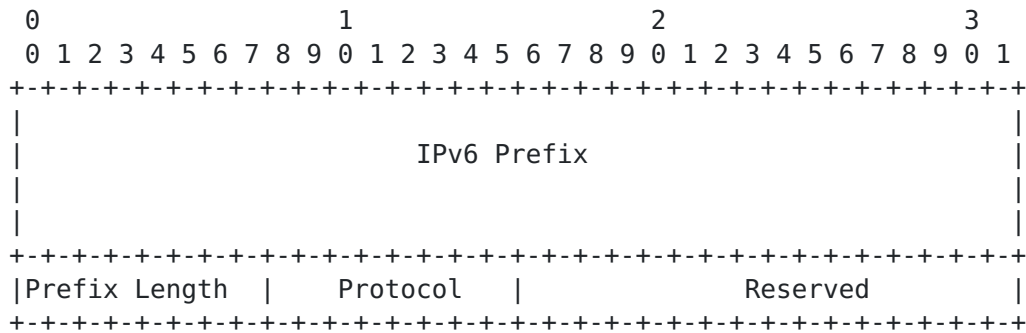 0                   1                   2                   3
 0 1 2 3 4 5 6 7 8 9 0 1 2 3 4 5 6 7 8 9 0 1 2 3 4 5 6 7 8 9 0 1
+-+-+-+-+-+-+-+-+-+-+-+-+-+-+-+-+-+-+-+-+-+-+-+-+-+-+-+-+-+-+-+-+
|                                                               |
|                         IPv6 Prefix                           |
|                                                               |
|                                                               |
+-+-+-+-+-+-+-+-+-+-+-+-+-+-+-+-+-+-+-+-+-+-+-+-+-+-+-+-+-+-+-+-+
|Prefix Length  |    Protocol   |              Reserved         |
+-+-+-+-+-+-+-+-+-+-+-+-+-+-+-+-+-+-+-+-+-+-+-+-+-+-+-+-+-+-+-+-+